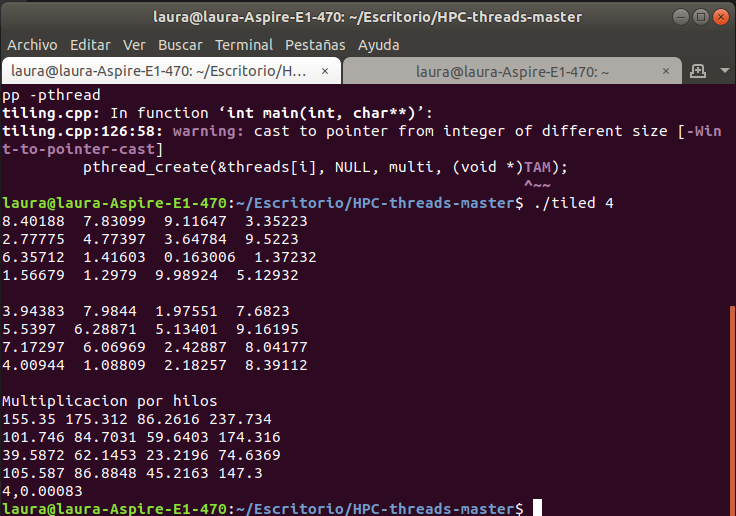 laura@laura-Aspire-E1-470: ~/Escritorio/HPC-threads-master
Archivo Editar Ver Buscar Terminal Pestañas Ayuda
laura@laura-Aspire-E1-470: ~/Escritorio/H… × laura@laura-Aspire-E1-470: ~ ×
pp -pthread
tiling.cpp: In function ‘int main(int, char**)’:
tiling.cpp:126:58: warning: cast to pointer from integer of different size [-Win
t-to-pointer-cast]
         pthread_create(&threads[i], NULL, multi, (void *)TAM);
                                                          ^~~
laura@laura-Aspire-E1-470:~/Escritorio/HPC-threads-master$ ./tiled 4
8.40188  7.83099  9.11647  3.35223
2.77775  4.77397  3.64784  9.5223
6.35712  1.41603  0.163006  1.37232
1.56679  1.2979  9.98924  5.12932

3.94383  7.9844  1.97551  7.6823
5.5397  6.28871  5.13401  9.16195
7.17297  6.06969  2.42887  8.04177
4.00944  1.08809  2.18257  8.39112

Multiplicacion por hilos
155.35 175.312 86.2616 237.734
101.746 84.7031 59.6403 174.316
39.5872 62.1453 23.2196 74.6369
105.587 86.8848 45.2163 147.3
4,0.00083
laura@laura-Aspire-E1-470:~/Escritorio/HPC-threads-master$